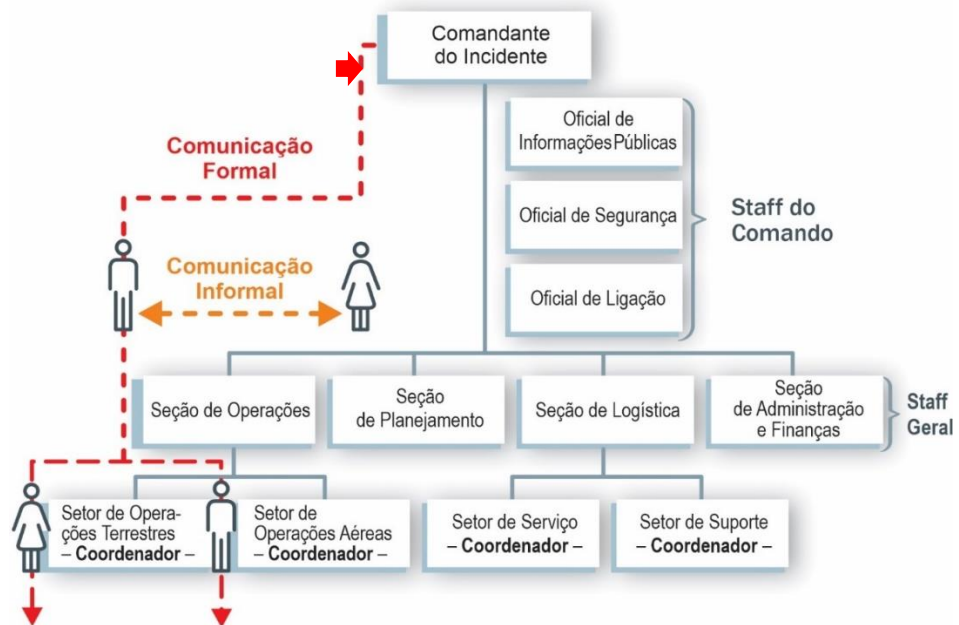 Comandante
do Incidente
Comunicação
Formal
Oficial de
Informações Públicas
Oficial de Segurança
Staff do
Comando
Comunicação
Informal
Oficial de Ligação
Seção de Operações
Seção
de Planejamento
Seção de Logística
Seção
de Administração
e Finanças
Staff
Geral
Setor de Opera-
ções Terrestres
– Coordenador –
Setor de
Operações Aéreas
– Coordenador –
Setor de Serviço
– Coordenador –
Setor de Suporte
– Coordenador –